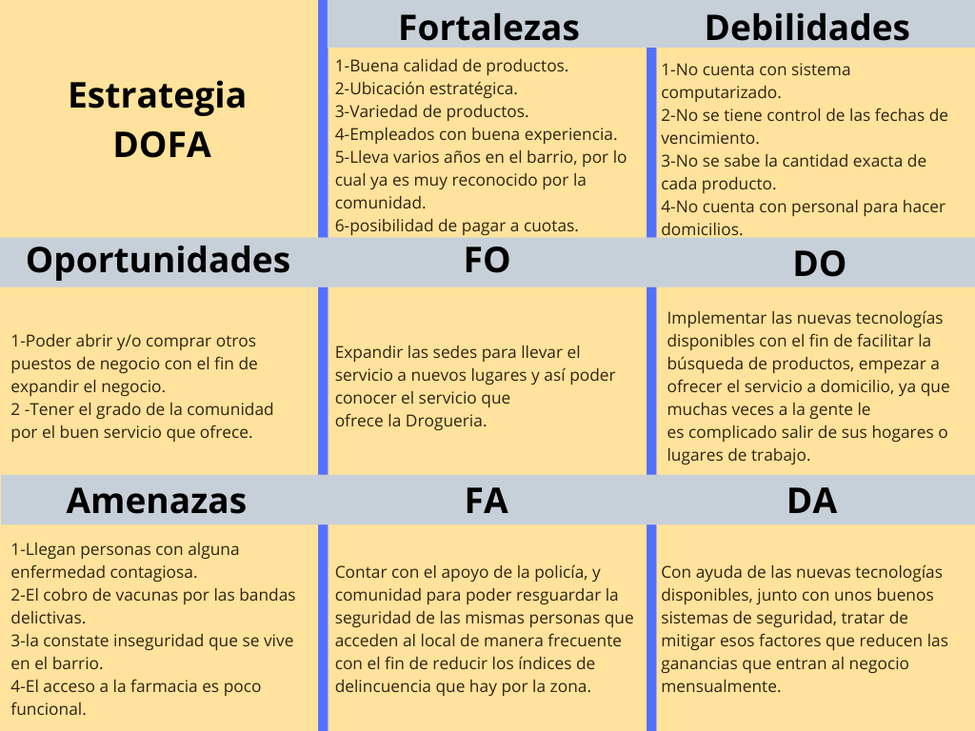 Estrategia
DOFA
Fortalezas
1-Buena calidad de productos.
2-Ubicación estratégica.
3-Variedad de productos.
4-Empleados con buena experiencia.
5-Lleva varios años en el barrio, por lo
cual ya es muy reconocido por la
comunidad.
6-posibilidad de pagar a cuotas.
Debilidades
1-No cuenta con sistema
computarizado.
2-No se tiene control de las fechas de
vencimiento.
3-No se sabe la cantidad exacta de
cada producto.
4-No cuenta con personal para hacer
domicilios.
Oportunidades
1-Poder abrir y/o comprar otros
puestos de negocio con el fin de
expandir el negocio.
2 -Tener el grado de la comunidad
por el buen servicio que ofrece.
FO
Expandir las sedes para llevar el
servicio a nuevos lugares y así poder
conocer el servicio que
ofrece la Drogueria.
DO
Implementar las nuevas tecnologías
disponibles con el fin de facilitar la
búsqueda de productos, empezar a
ofrecer el servicio a domicilio, ya que
muchas veces a la gente le
es complicado salir de sus hogares o
lugares de trabajo.
Amenazas
1-Llegan personas con alguna
enfermedad contagiosa.
2-El cobro de vacunas por las bandas
delictivas.
3-la constate inseguridad que se vive
en el barrio.
4-El acceso a la farmacia es poco
funcional.
FA
Contar con el apoyo de la policía, y
comunidad para poder resguardar la
seguridad de las mismas personas que
acceden al local de manera frecuente
con el fin de reducir los índices de
delincuencia que hay por la zona.
DA
Con ayuda de las nuevas tecnologías
disponibles, junto con unos buenos
sistemas de seguridad, tratar de
mitigar esos factores que reducen las
ganancias que entran al negocio
mensualmente.